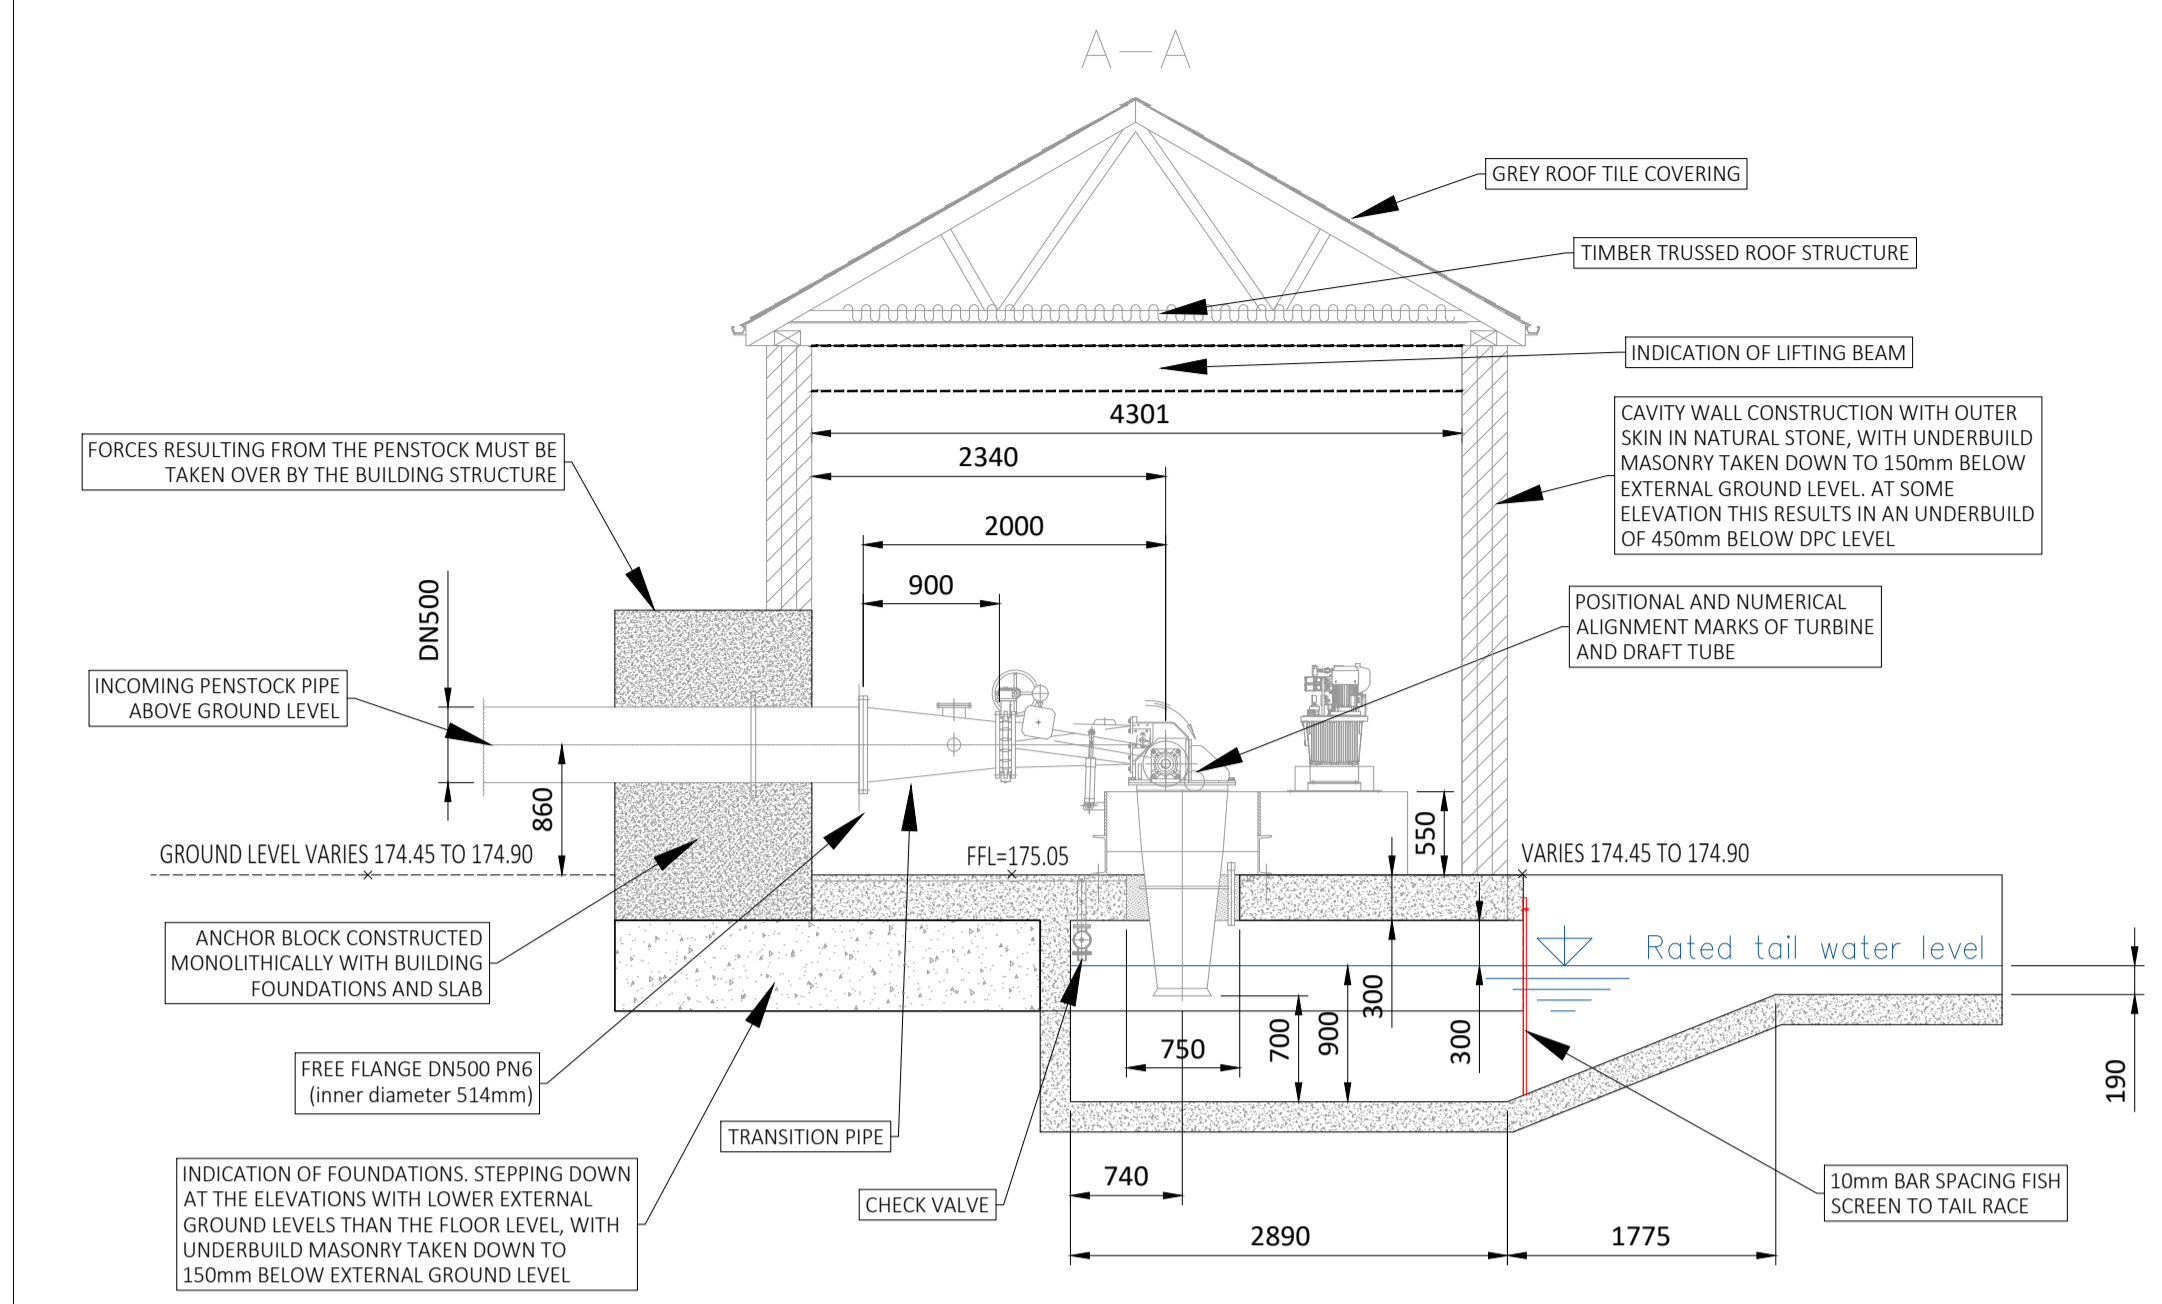 A-A
GREY ROOF TILE COVERING
TIMBER TRUSSED ROOF STRUCTURE
INDICATION OF LIFTING BEAM
4301
2340
2000
900
CAVITY WALL CONSTRUCTION WITH OUTER
SKIN IN NATURAL STONE, WITH UNDERBUILD
MASONRY TAKEN DOWN TO 150mm BELOW
EXTERNAL GROUND LEVEL. AT SOME
ELEVATION THIS RESULTS IN AN UNDERBUILD
OF 450mm BELOW DPC LEVEL
FORCES RESULTING FROM THE PENSTOCK MUST BE
TAKEN OVER BY THE BUILDING STRUCTURE
DN500
POSITIONAL AND NUMERICAL
ALIGNMENT MARKS OF TURBINE
AND DRAFT TUBE
INCOMING PENSTOCK PIPE
ABOVE GROUND LEVEL
860
550
GROUND LEVEL VARIES 174.45 TO 174.90
FFL=175.05
VARIES 174.45 TO 174.90
ANCHOR BLOCK CONSTRUCTED
MONOLITHICALLY WITH BUILDING
FOUNDATIONS AND SLAB
Rated tail water level
750
700
900
300
300
190
FREE FLANGE DN500 PN6
(inner diameter 514mm)
TRANSITION PIPE
INDICATION OF FOUNDATIONS. STEPPING DOWN
AT THE ELEVATIONS WITH LOWER EXTERNAL
GROUND LEVELS THAN THE FLOOR LEVEL, WITH
UNDERBUILD MASONRY TAKEN DOWN TO
150mm BELOW EXTERNAL GROUND LEVEL
CHECK VALVE
740
2890
1775
10mm BAR SPACING FISH
SCREEN TO TAIL RACE